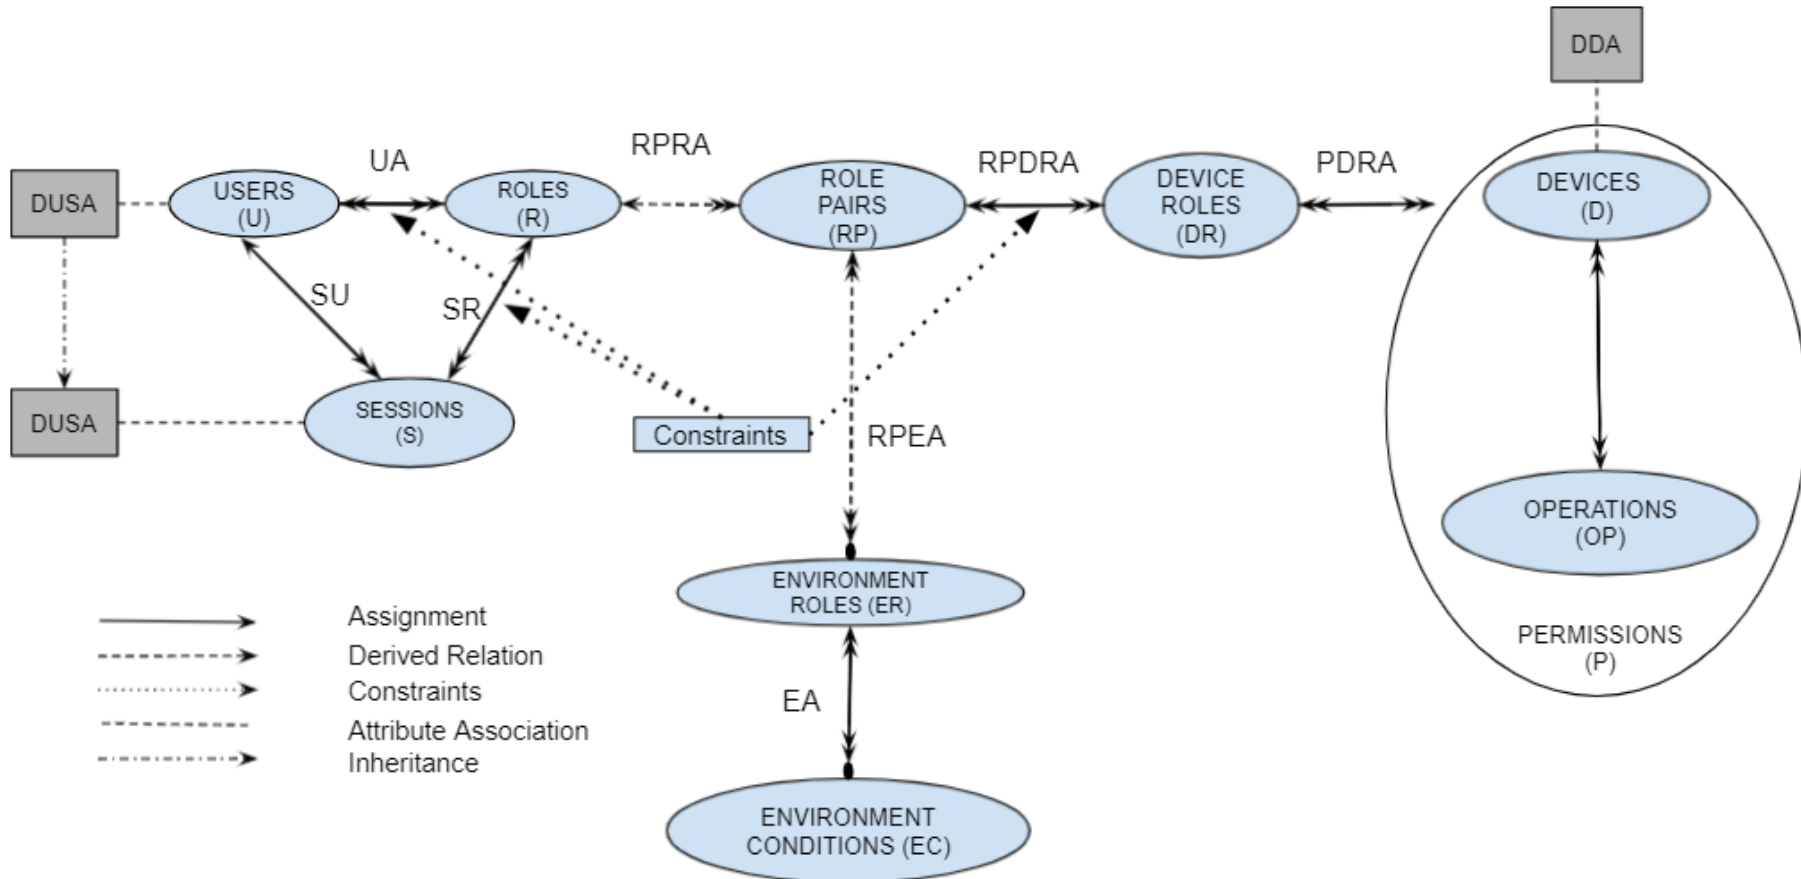 DDA
RPRA
UA
RPDRA
PDRA
DUSA
USERS
(U)
ROLES
(R)
ROLE
PAIRS
(RP)
DEVICE
ROLES
(DR)
DEVICES
(D)
SU
SR
DUSA
SESSIONS
(S)
Constraints
RPEA
OPERATIONS
(OP)
ENVIRONMENT
ROLES (ER)
PERMISSIONS
(P)
EA
ENVIRONMENT
CONDITIONS (EC)
Assignment
Derived Relation
Constraints
Attribute Association
Inheritance